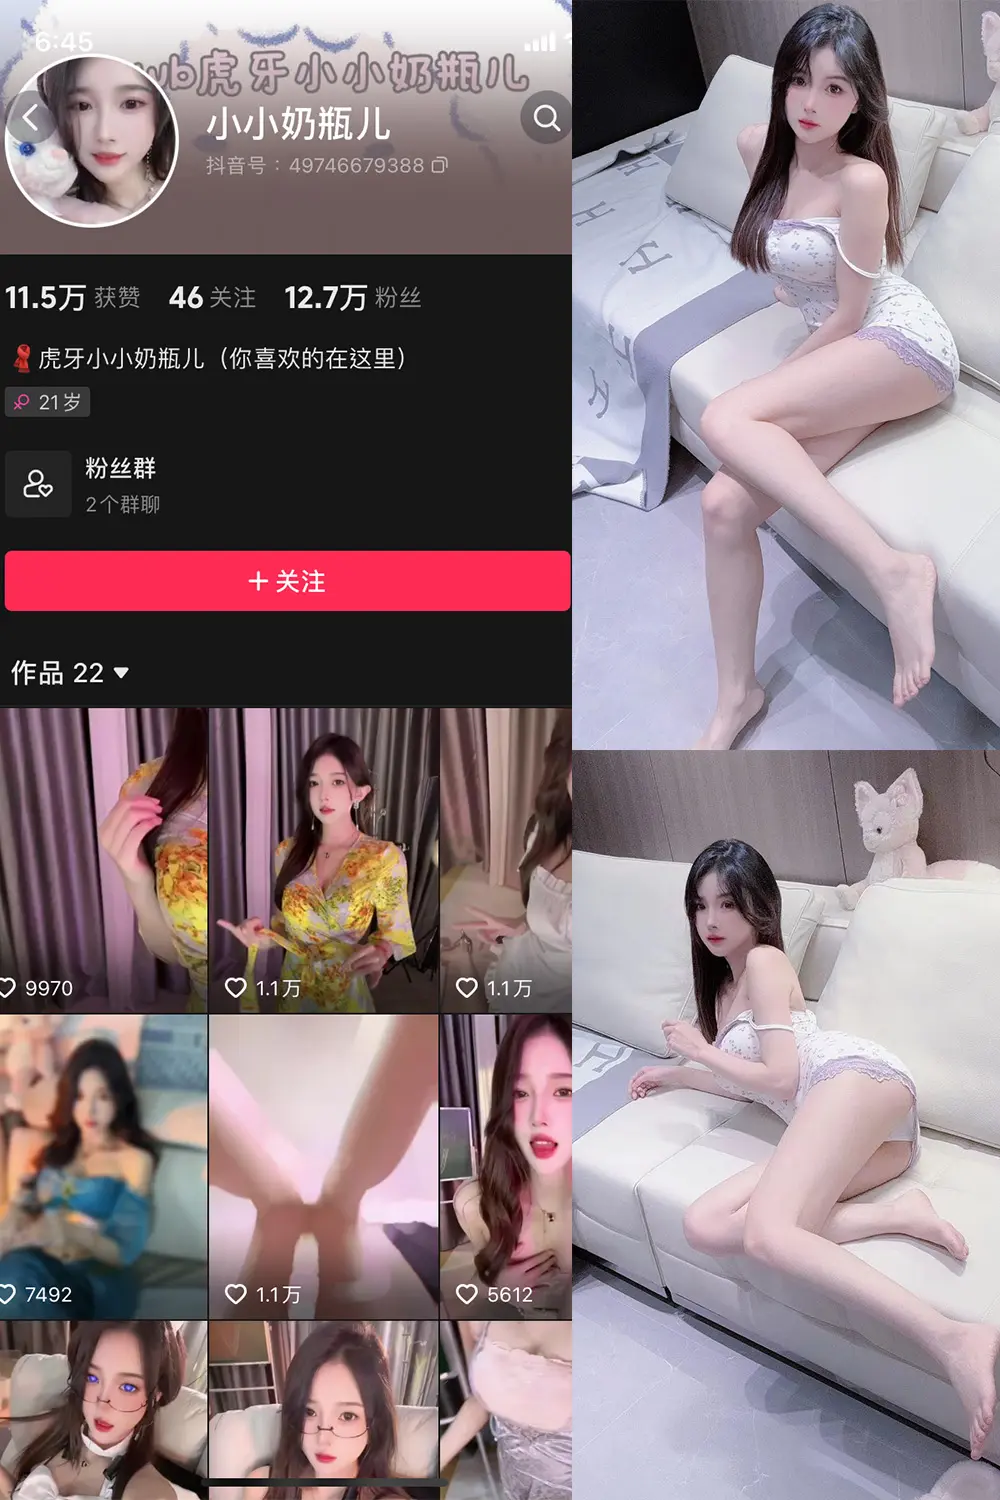 6:45
wb虎牙小小奶瓶儿
小小奶瓶儿
抖音号：49746679388
11.5万 获赞 46 关注 12.7万 粉丝
虎牙小小奶瓶儿（你喜欢的在这里）
21岁
粉丝群
2个群聊
+ 关注
作品 22
9970
1.1万
1.1万
7492
1.1万
5612
H
H
H
H
H